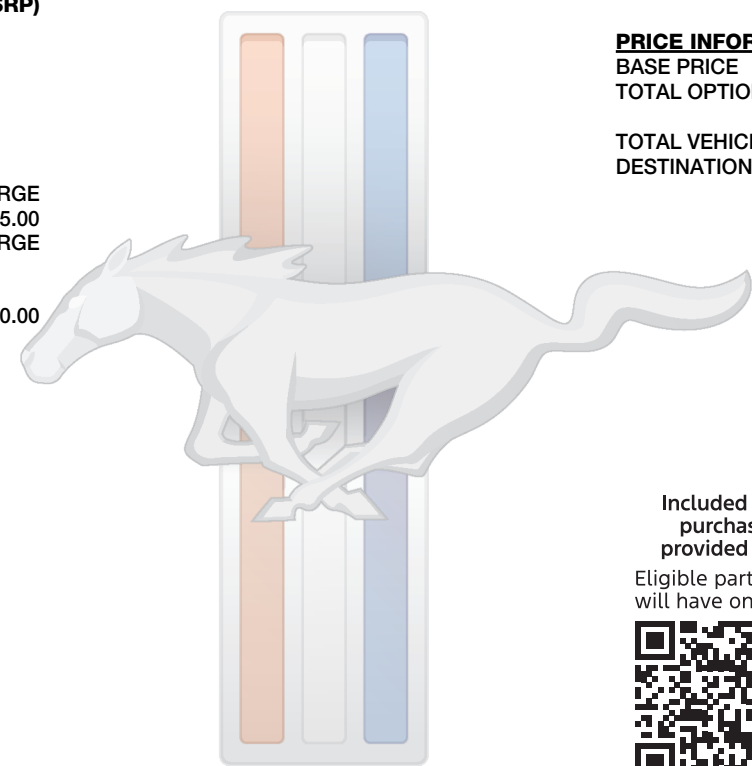 SRP)
RGE
5.00
RGE
0.00
PRICE INFOR
BASE PRICE
TOTAL OPTIO
TOTAL VEHICL
DESTINATION
Included
purchas
provided
Eligible part
will have on